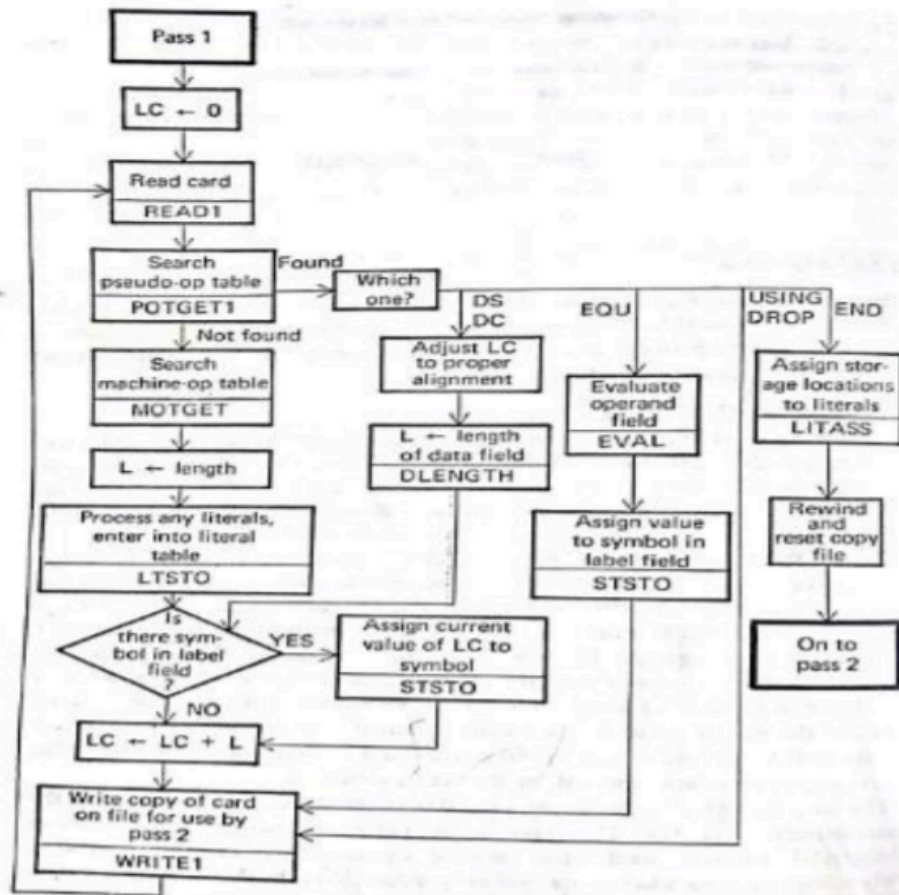 Pass 1
LC ← 0
Read card
READ1
Search
pseudo-op table
POTGET1
Found
Which
one?
Not found
Search
machine-op table
MOTGET
L ← length
Process any literals,
enter into literal
table
LTSTO
Is
there sym-
bol in label
field
?
YES
NO
Assign current
value of LC to
symbol
STSTO
LC ← LC + L
Write copy of card
on file for use by
pass 2
WRITE1
DS
DC
Adjust LC
to proper
alignment
L ← length
of data field
DLENGTH
EQU
Evaluate
operand
field
EVAL
Assign value
to symbol in
label field
STSTO
USING
DROP
END
Assign stor-
age locations
to literals
LITASS
Rewind
and
reset copy
file
On to
pass 2